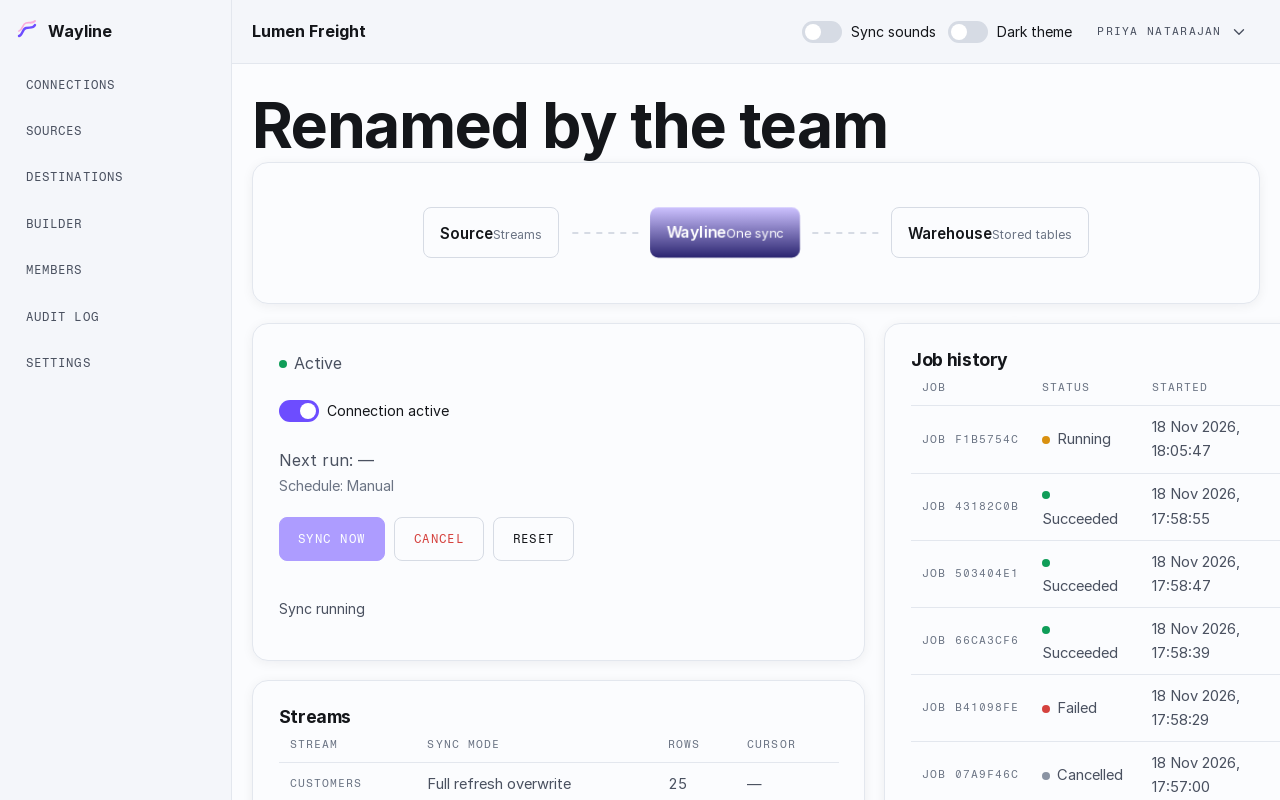 Wayline
CONNECTIONS
SOURCES
DESTINATIONS
BUILDER
MEMBERS
AUDIT LOG
SETTINGS
Lumen Freight
Sync sounds
Dark theme
PRIYA NATARAJAN
Renamed by the team
Source Streams
Wayline One sync
Warehouse Stored tables
Active
Connection active
Next run: —
Schedule: Manual
SYNC NOW
CANCEL
RESET
Sync running
Streams
STREAM SYNC MODE ROWS CURSOR
CUSTOMERS Full refresh overwrite 25 —
Job history
JOB STATUS STARTED
JOB F1B5754C Running 18 Nov 2026,
18:05:47
JOB 43182C0B Succeeded 18 Nov 2026,
17:58:55
JOB 503404E1 Succeeded 18 Nov 2026,
17:58:47
JOB 66CA3CF6 Succeeded 18 Nov 2026,
17:58:39
JOB B41098FE Failed 18 Nov 2026,
17:58:29
JOB 07A9F46C Cancelled 18 Nov 2026,
17:57:00